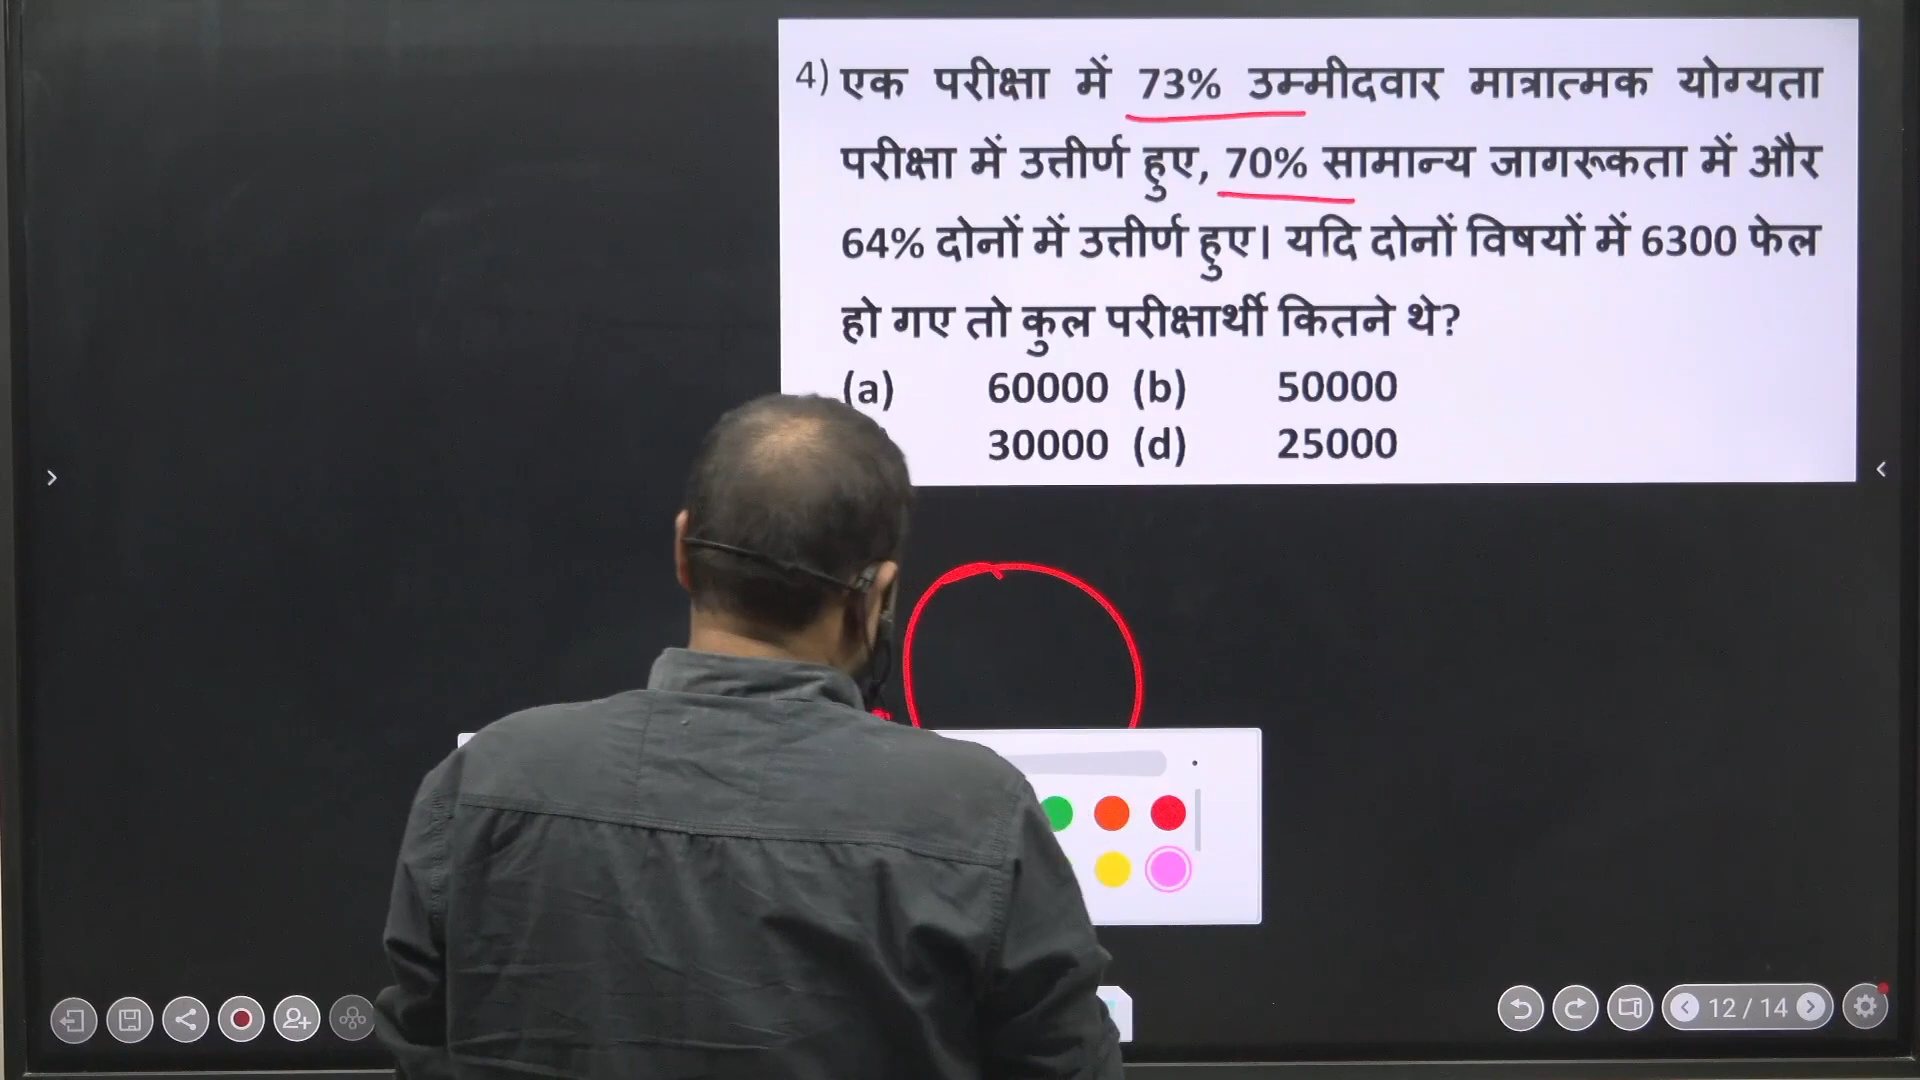 4) एक परीक्षा में 73% उम्मीदवार मात्रात्मक योग्यता
परीक्षा में उत्तीर्ण हुए, 70% सामान्य जागरूकता में और
64% दोनों में उत्तीर्ण हुए। यदि दोनों विषयों में 6300 फेल
हो गए तो कुल परीक्षार्थी कितने थे?
(a) 60000 (b) 50000
30000 (d) 25000
12 / 14